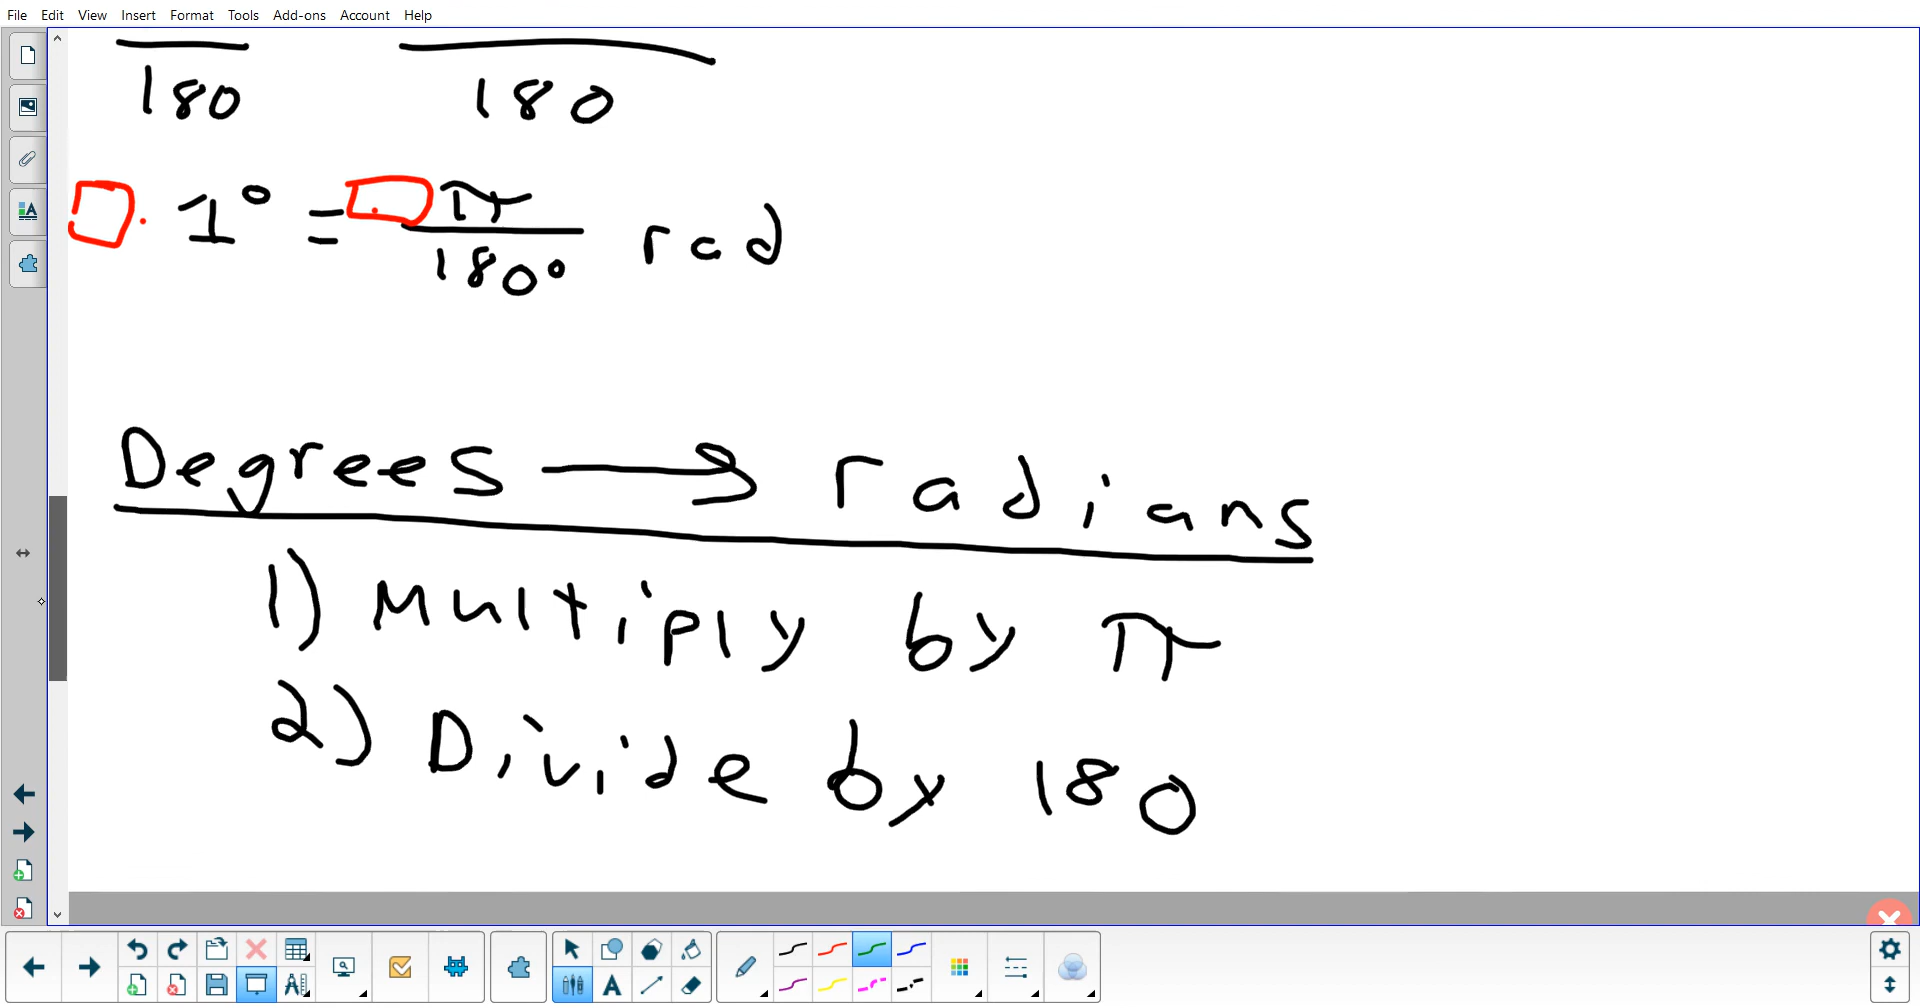 File Edit View Insert Format Tools Add-ons Account Help
180 180
1° = π
180° rad
Degrees → radians
1) Multiply by π
2) Divide by 180